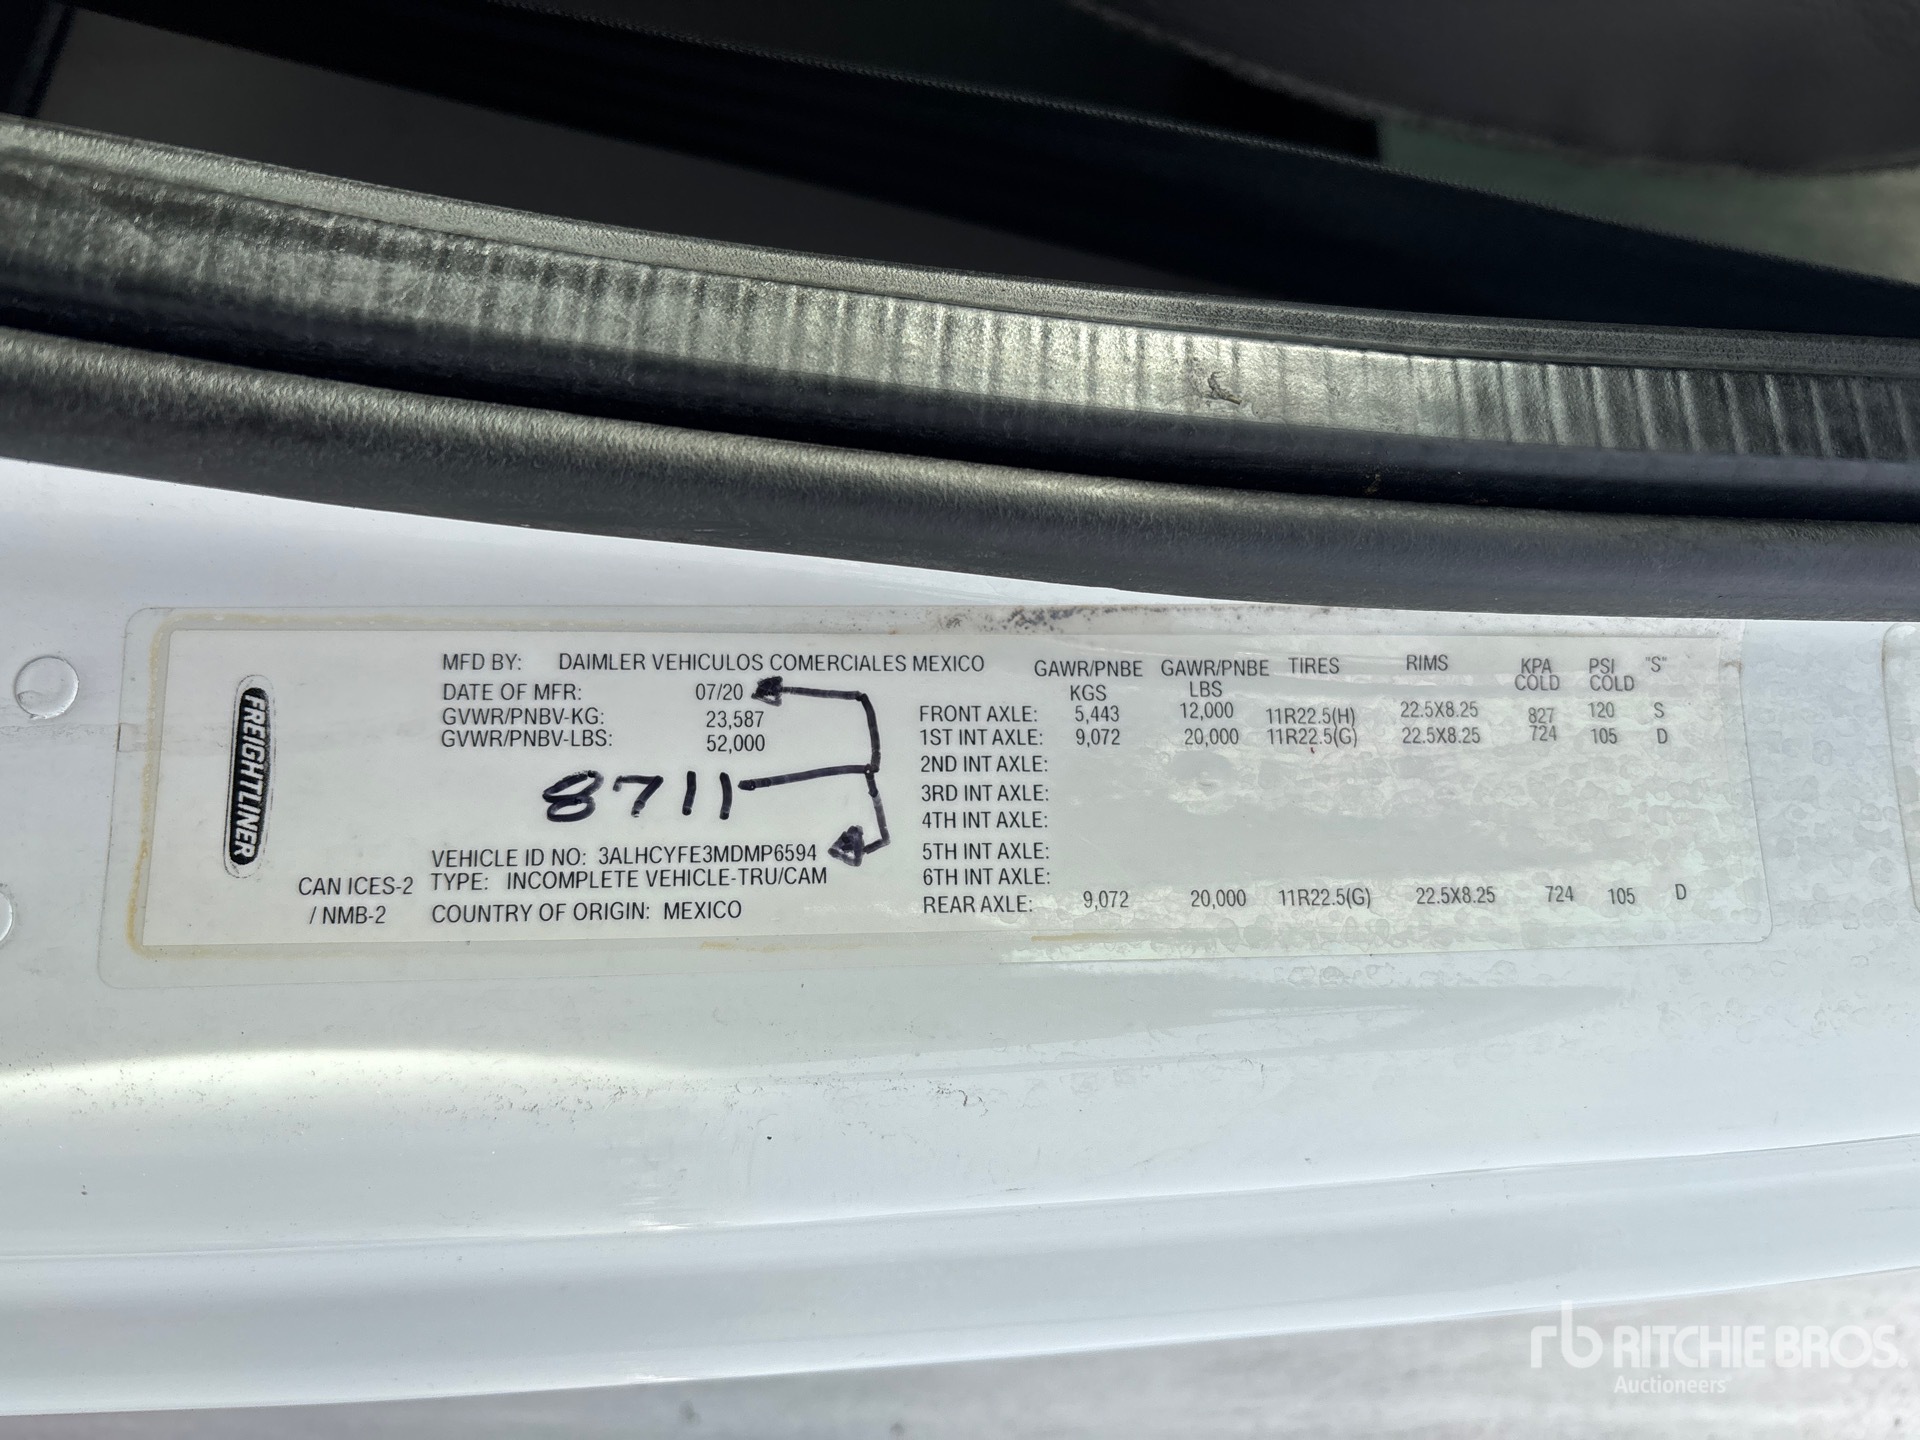 FREIGHTLINER
MFD BY: DAIMLER VEHICULOS COMERCIALES MEXICO
DATE OF MFR: 07/20
GVWR/PNBV-KG: 23,587
GVWR/PNBV-LBS: 52,000
8711
VEHICLE ID NO: 3ALHCYFE3MDMP6594
CAN ICES-2 TYPE: INCOMPLETE VEHICLE-TRU/CAM
/ NMB-2 COUNTRY OF ORIGIN: MEXICO
GAWR/PNBE GAWR/PNBE TIRES RIMS KPA PSI "S"
KGS LBS COLD COLD
FRONT AXLE: 5,443 12,000 11R22.5(H) 22.5X8.25 827 120 S
1ST INT AXLE: 9,072 20,000 11R22.5(G) 22.5X8.25 724 105 D
2ND INT AXLE:
3RD INT AXLE:
4TH INT AXLE:
5TH INT AXLE:
6TH INT AXLE:
REAR AXLE: 9,072 20,000 11R22.5(G) 22.5X8.25 724 105 D
rb RITCHIE BROS.
Auctioneers